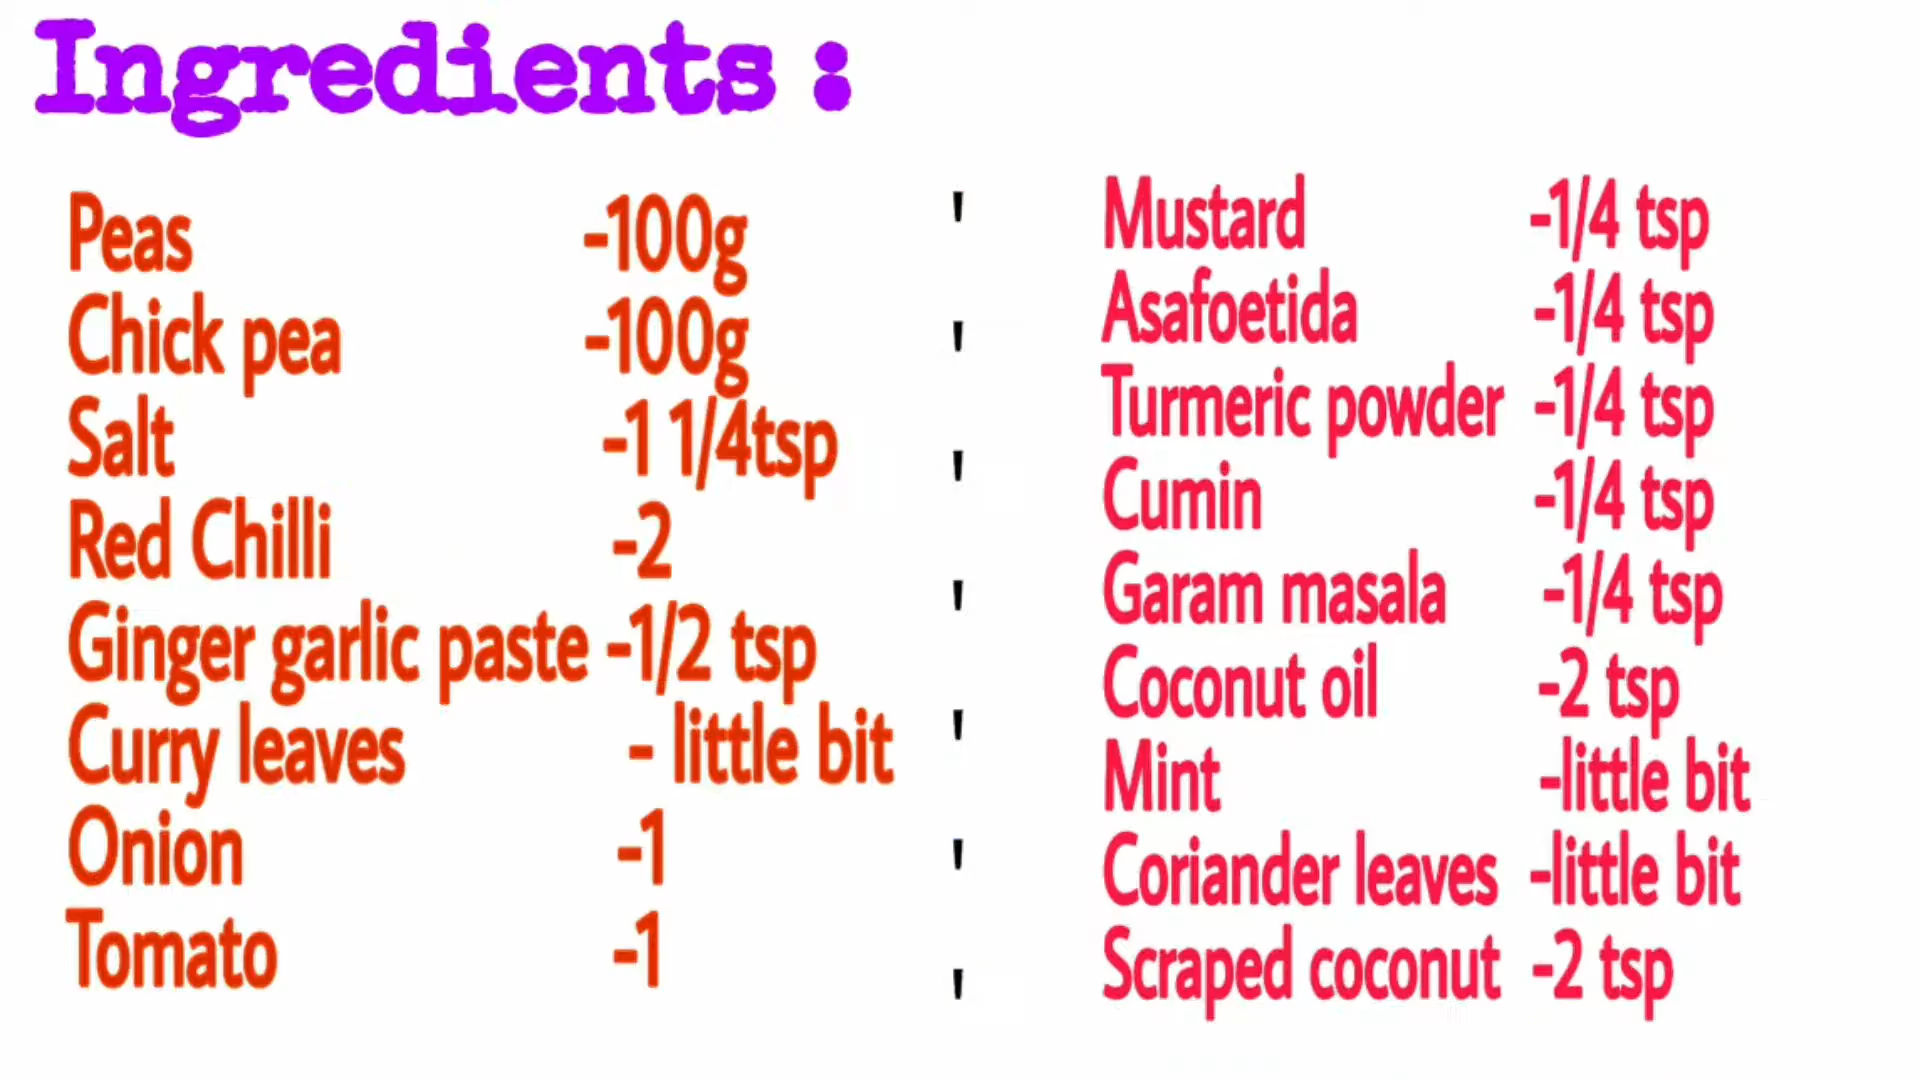 Ingredients :
Peas -100g
Chick pea -100g
Salt -1 1/4tsp
Red Chilli -2
Ginger garlic paste -1/2 tsp
Curry leaves - little bit
Onion -1
Tomato -1
Mustard -1/4 tsp
Asafoetida -1/4 tsp
Turmeric powder -1/4 tsp
Cumin -1/4 tsp
Garam masala -1/4 tsp
Coconut oil -2 tsp
Mint -little bit
Coriander leaves -little bit
Scraped coconut -2 tsp